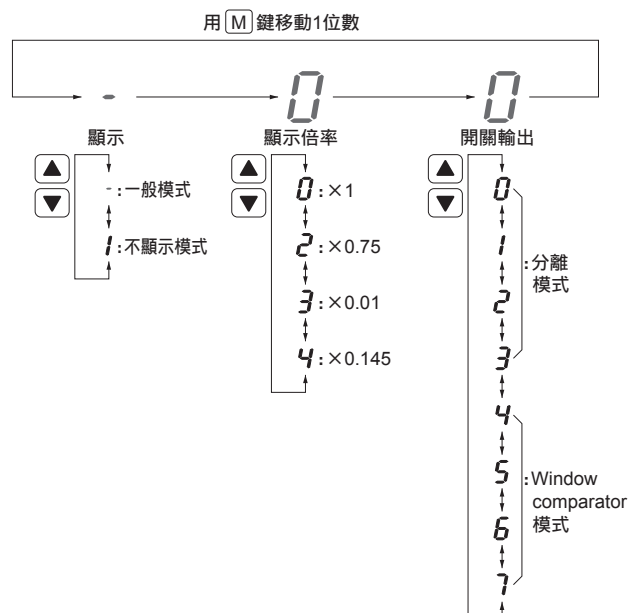 用 M 鍵移動1位數
- 0 0
顯示 顯示倍率 開關輸出
▲ ▲ ▲
▼ ▼ ▼
-:一般模式
1:不顯示模式
0:×1
2:×0.75
3:×0.01
4:×0.145
0
1
2
3
:分離
模式
4
5
6
7
:Window
comparator
模式